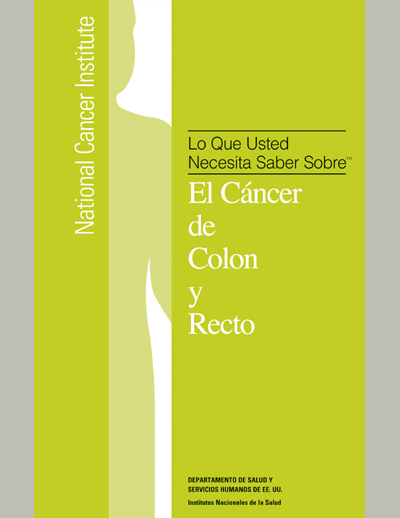 National Cancer Institute
Lo Que Usted
Necesita Saber Sobre™
El Cáncer
de
Colon
y
Recto
DEPARTAMENTO DE SALUD Y
SERVICIOS HUMANOS DE EE. UU.
Institutos Nacionales de la Salud